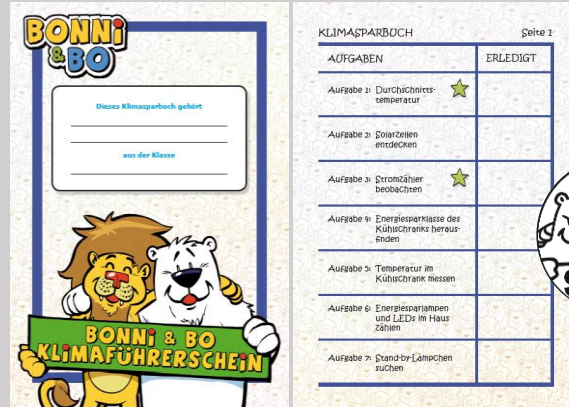 BONNi
& BO
Dieses Klimasparbuch gehört
aus der Klasse
BONNi & BO
KLiMAFÜHRERSCHEiN
KLIMASPARBUCH Seite 1
AUFGABEN ERLEDIGT
Aufgabe 1: Durchschnitts-
temperatur
Aufgabe 2: Solarzellen
entdecken
Aufgabe 3: Stromzähler
beobachten
Aufgabe 4: Energiesparklasse des
Kühlschranks heraus-
finden
Aufgabe 5: Temperatur im
Kühlschrank messen
Aufgabe 6: Energiesparlampen
und LEDs im Haus
zählen
Aufgabe 7: Stand-by-Lämpchen
suchen